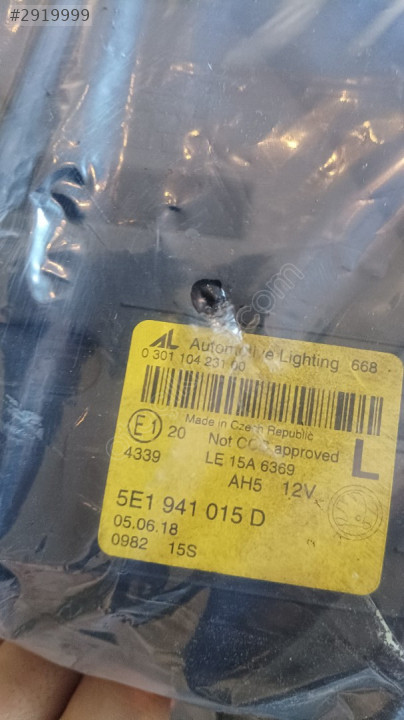 #2919999
AL Automotive Lighting 668
0 301 104 231 00
Made in Czech Republic
E1 20 Not CCC approved L
4339 LE 15A 6369
AH5 12V
5E1 941 015 D
05.06.18
0982 15S